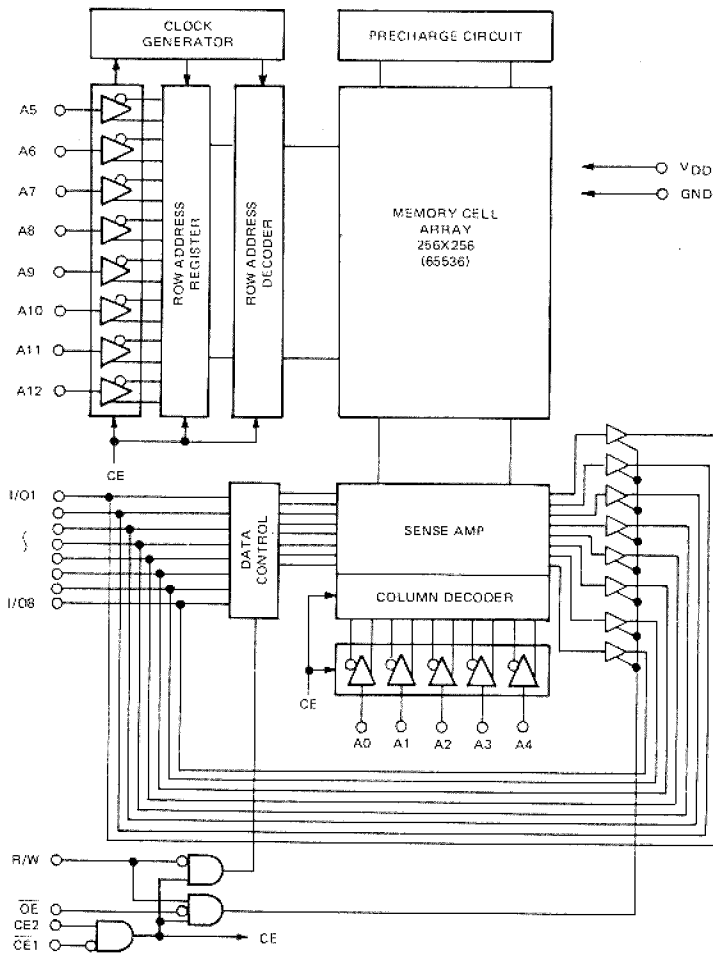 CLOCK
GENERATOR
PRECHARGE CIRCUIT
A5
A6
A7
A8
A9
A10
A11
A12
ROW ADDRESS
REGISTER
ROW ADDRESS
DECODER
MEMORY CELL
ARRAY
256X256
(65536)
VDD
GND
CE
I/O1
I/O8
DATA
CONTROL
SENSE AMP
COLUMN DECODER
CE
A0
A1
A2
A3
A4
R/W
OE
CE2
CE1
CE